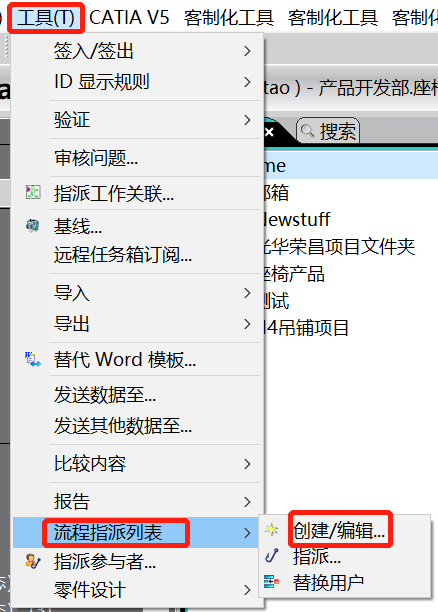 工具(T) CATIA V5 客制化工具 客制化工具 客制化
签入/签出
ID 显示规则
tao ) - 产品开发部.座椅
验证
搜索
审核问题...
me
指派工作关联...
邮箱
基线...
Newstuff
远程任务箱订阅...
光华荣昌项目文件夹
座椅产品
导入
测试
导出
4吊铺项目
替代 Word 模板...
发送数据至...
发送其他数据至...
比较内容
报告
流程指派列表
创建/编辑...
指派参与者...
指派...
零件设计
替换用户